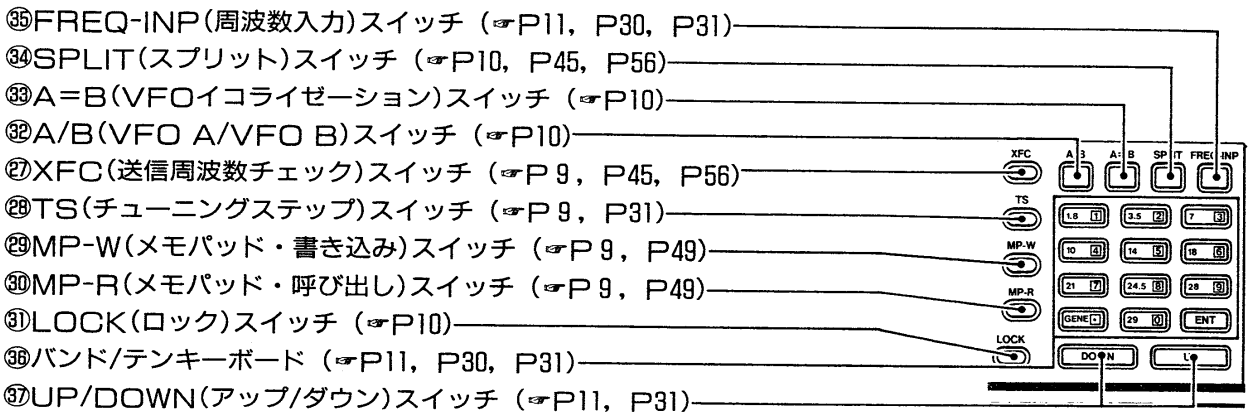 ㉟FREQ-INP(周波数入力)スイッチ (☞P11, P30, P31)
㉞SPLIT(スプリット)スイッチ (☞P10, P45, P56)
㉝A=B(VFOイコライゼーション)スイッチ (☞P10)
㉜A/B(VFO A/VFO B)スイッチ (☞P10)
㉗XFC(送信周波数チェック)スイッチ (☞P 9, P45, P56)
㉘TS(チューニングステップ)スイッチ (☞P 9, P31)
㉙MP-W(メモパッド・書き込み)スイッチ (☞P 9, P49)
㉚MP-R(メモパッド・呼び出し)スイッチ (☞P 9, P49)
㉛LOCK(ロック)スイッチ (☞P10)
㊱バンド/テンキーボード (☞P11, P30, P31)
㊲UP/DOWN(アップ/ダウン)スイッチ (☞P11, P31)
XFC A/B A=B SPLIT FREQ-INP
TS
1.8 1 3.5 2 7 3
MP-W
10 4 14 5 18 6
MP-R
21 7 24.5 8 28 9
GENE . 29 0 ENT
LOCK
DOWN UP